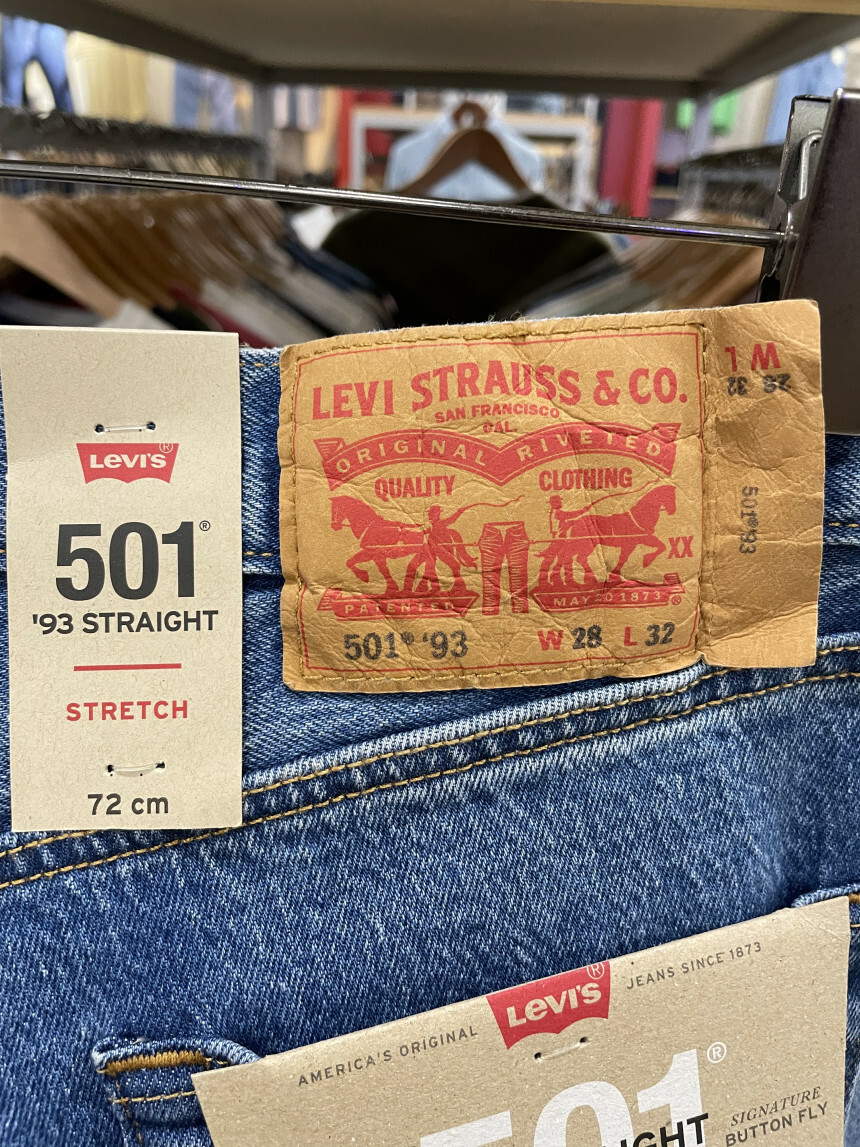 LEVI'S®
501®
'93 STRAIGHT
STRETCH
72 cm
LEVI STRAUSS & CO.
SAN FRANCISCO
CAL.
ORIGINAL RIVETED
QUALITY CLOTHING
XX
PATENTED MAY 20 1873 ®
501® '93 W 28 L 32
W L
28 32
501®'93
AMERICA'S ORIGINAL LEVI'S® JEANS SINCE 1873
501®
SIGNATURE
BUTTON FLY